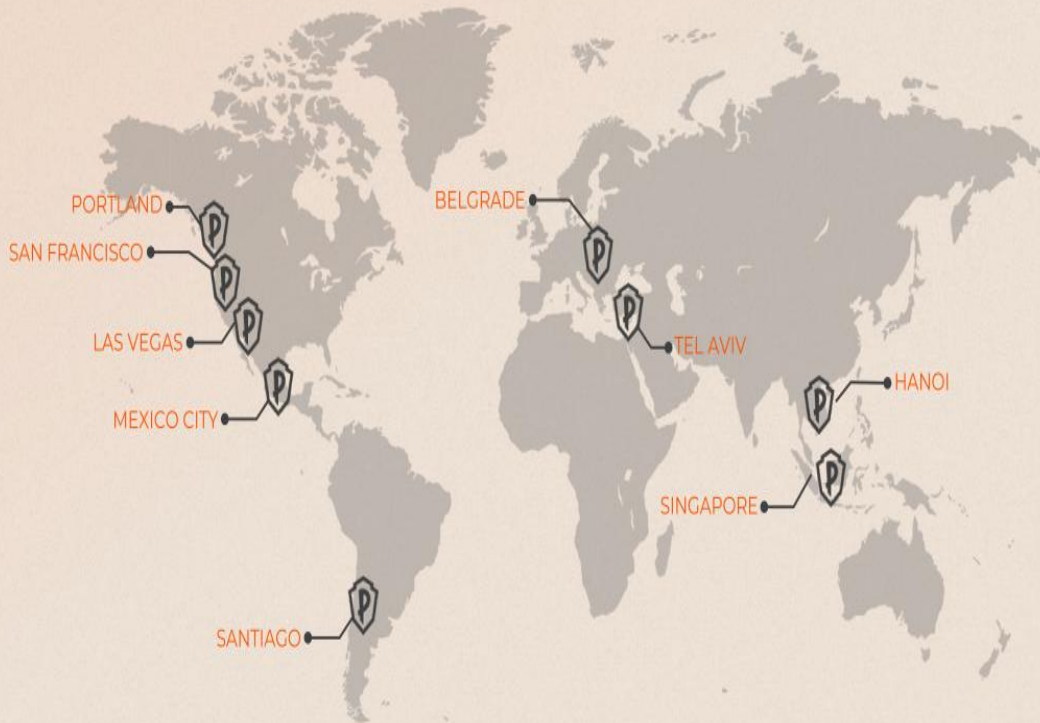 PORTLAND
BELGRADE
SAN FRANCISCO
LAS VEGAS
TEL AVIV
HANOI
MEXICO CITY
SINGAPORE
SANTIAGO
P
P
P
P
P
P
P
P
P